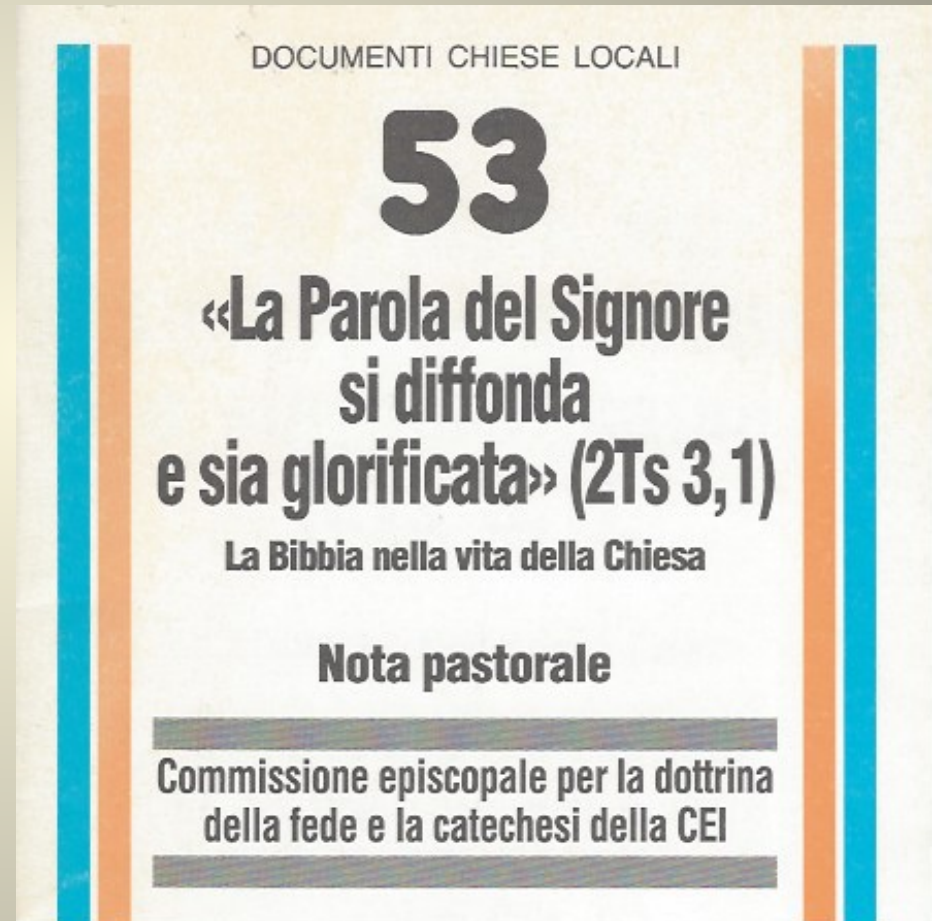 DOCUMENTI CHIESE LOCALI
53
«La Parola del Signore
si diffonda
e sia glorificata» (2Ts 3,1)
La Bibbia nella vita della Chiesa
Nota pastorale
Commissione episcopale per la dottrina
della fede e la catechesi della CEI